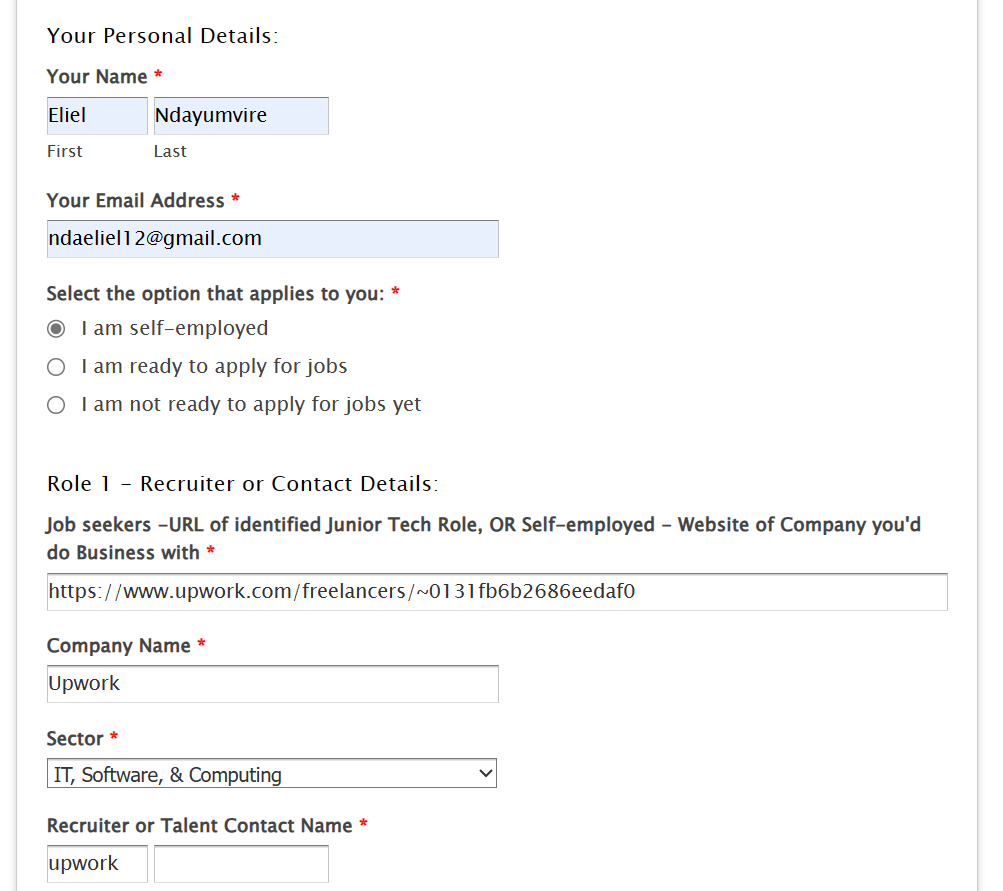 Your Personal Details:
Your Name *
Eliel Ndayumvire
First Last
Your Email Address *
ndaeliel12@gmail.com
Select the option that applies to you: *
I am self-employed
I am ready to apply for jobs
I am not ready to apply for jobs yet
Role 1 - Recruiter or Contact Details:
Job seekers -URL of identified Junior Tech Role, OR Self-employed - Website of Company you'd
do Business with *
https://www.upwork.com/freelancers/~0131fb6b2686eedaf0
Company Name *
Upwork
Sector *
IT, Software, & Computing
Recruiter or Talent Contact Name *
upwork